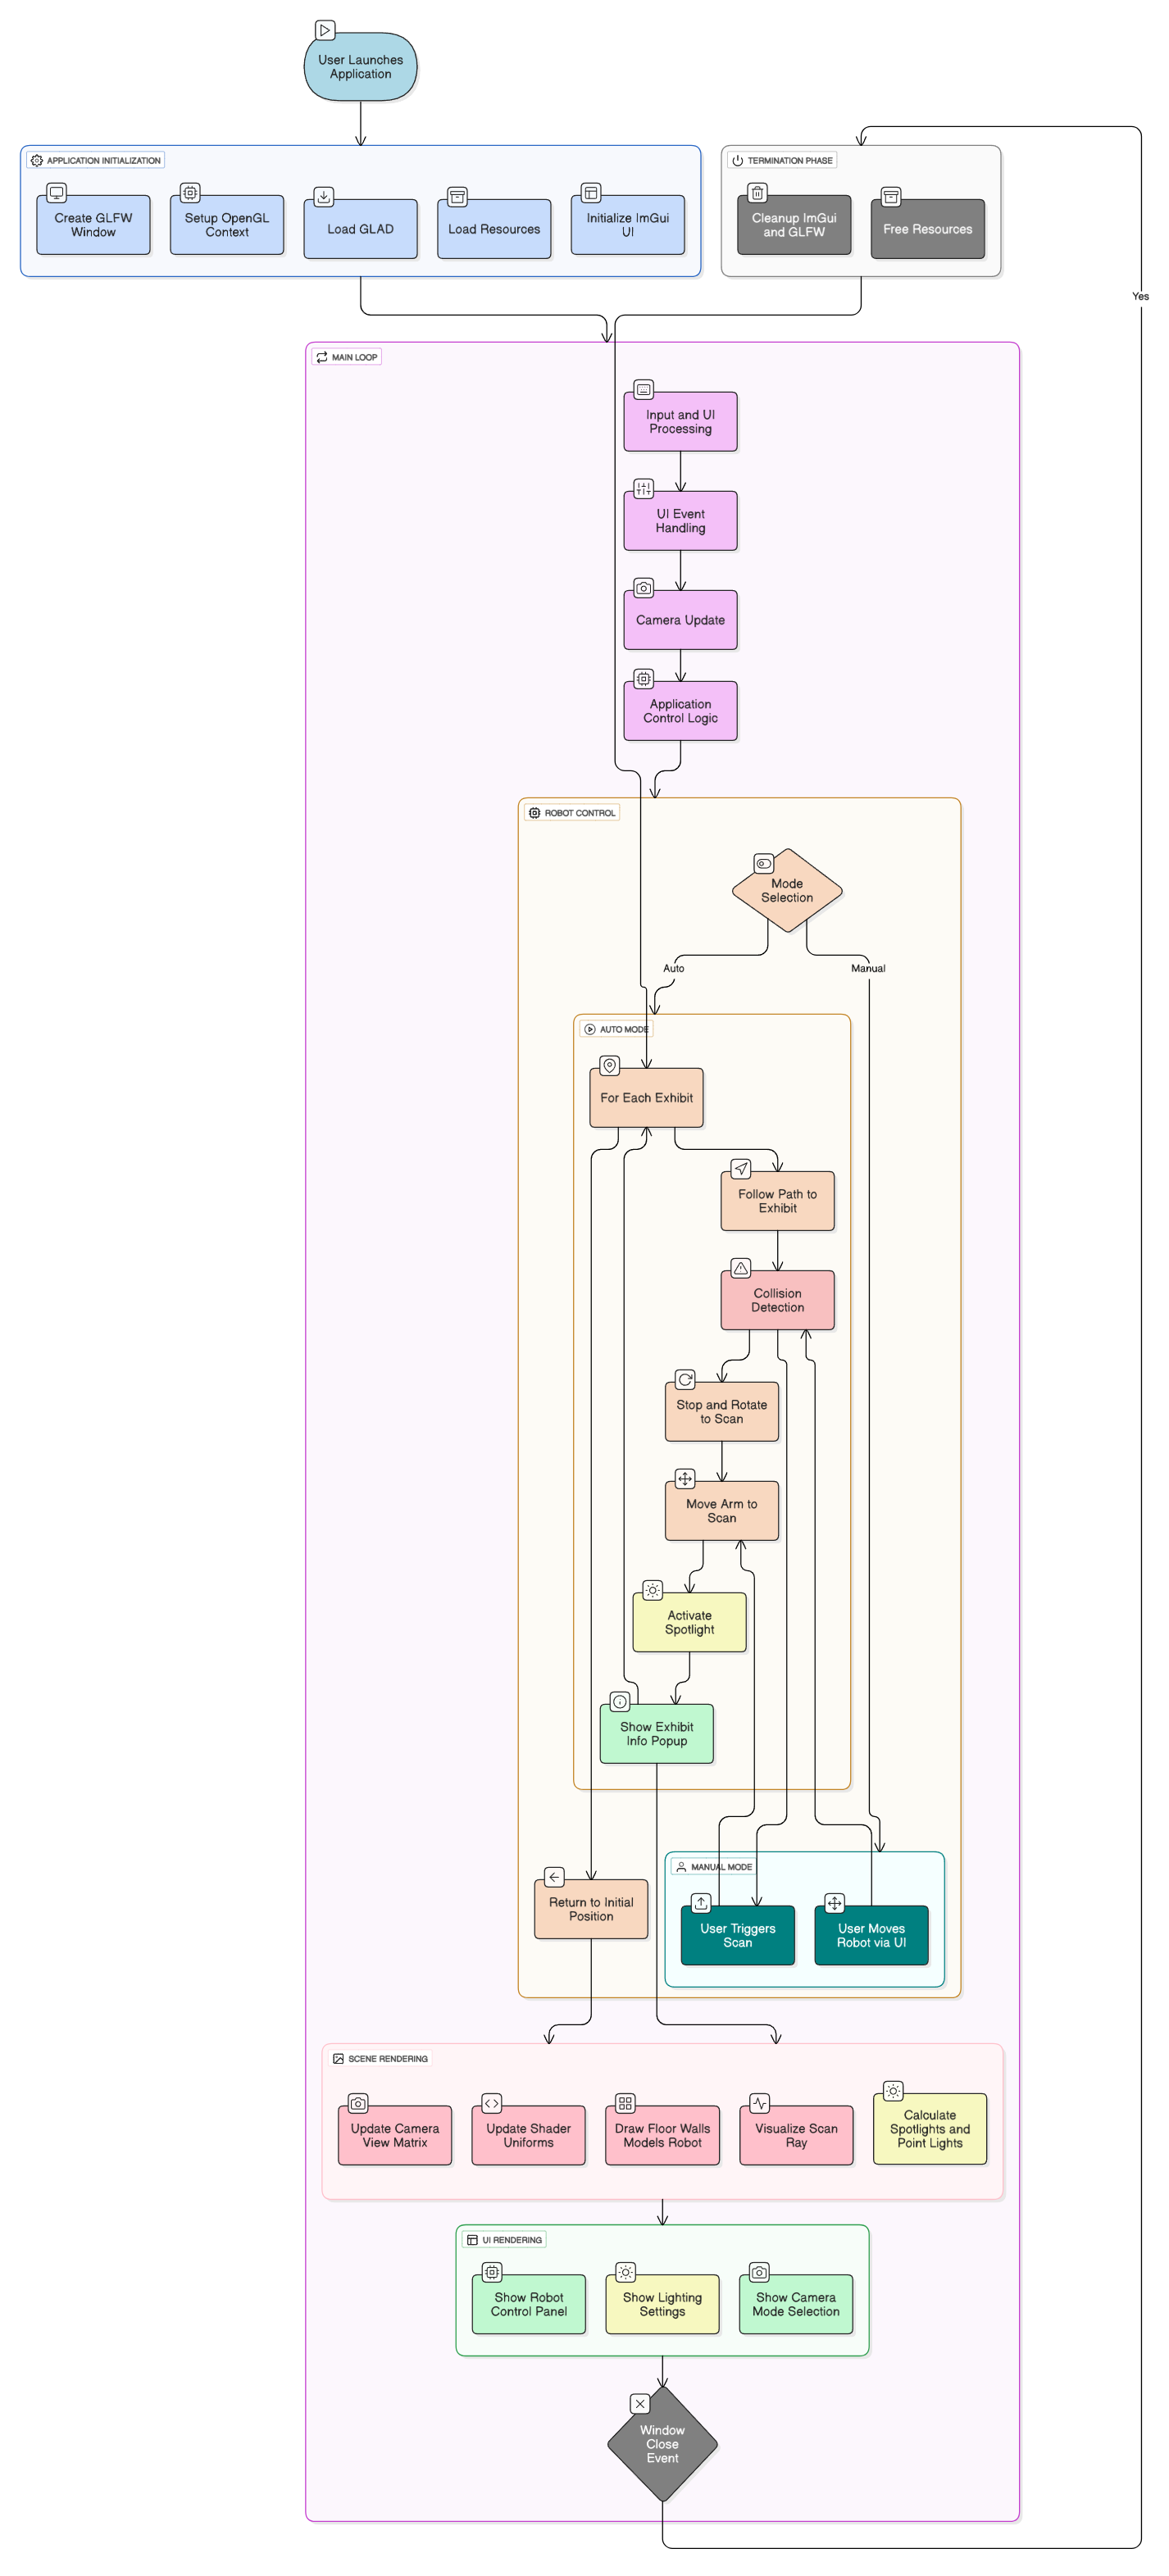 User Launches
Application
APPLICATION INITIALIZATION
Create GLFW
Window
Setup OpenGL
Context
Load GLAD
Load Resources
Initialize ImGui
UI
TERMINATION PHASE
Cleanup ImGui
and GLFW
Free Resources
Yes
MAIN LOOP
Input and UI
Processing
UI Event
Handling
Camera Update
Application
Control Logic
ROBOT CONTROL
Mode
Selection
Auto
Manual
AUTO MODE
For Each Exhibit
Follow Path to
Exhibit
Collision
Detection
Stop and Rotate
to Scan
Move Arm to
Scan
Activate
Spotlight
Show Exhibit
Info Popup
Return to Initial
Position
MANUAL MODE
User Triggers
Scan
User Moves
Robot via UI
SCENE RENDERING
Update Camera
View Matrix
Update Shader
Uniforms
Draw Floor Walls
Models Robot
Visualize Scan
Ray
Calculate
Spotlights and
Point Lights
UI RENDERING
Show Robot
Control Panel
Show Lighting
Settings
Show Camera
Mode Selection
Window
Close
Event